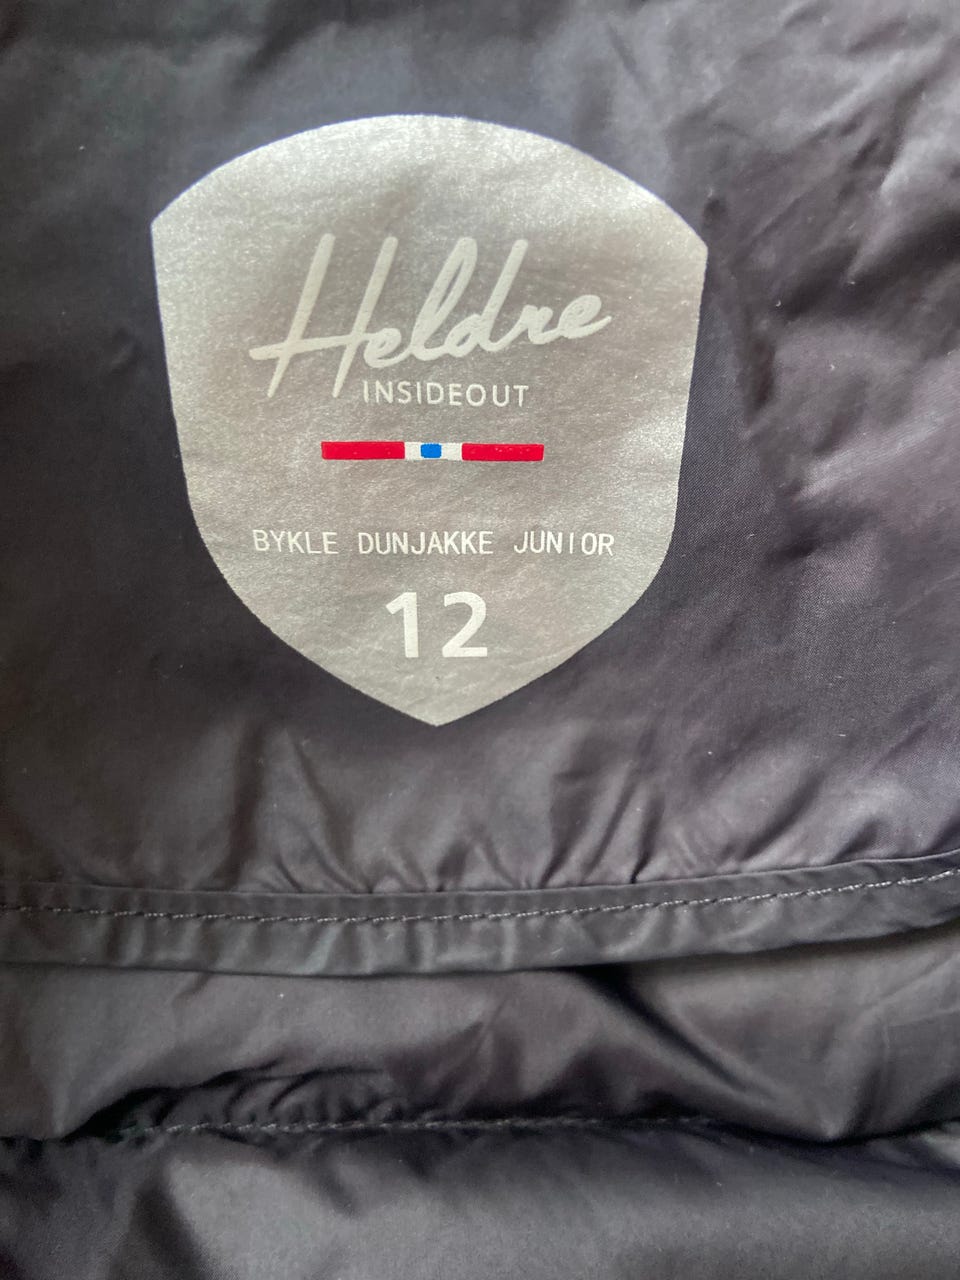 Heldre
INSIDEOUT
BYKLE DUNJAKKE JUNIOR
12